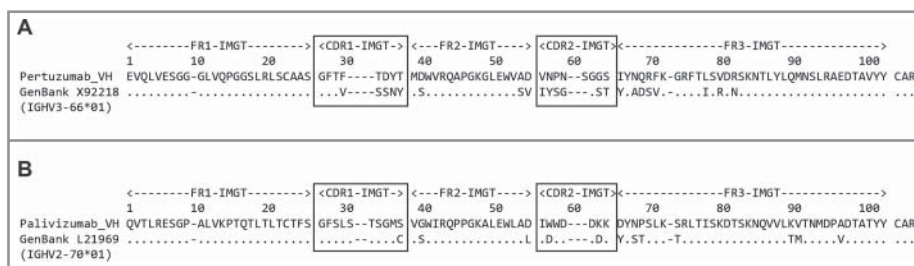 A
<--------FR1-IMGT-------> <CDR1-IMGT-> <---FR2-IMGT----> <CDR2-IMGT> <-------------FR3-IMGT------------>
1 10 20 30 40 50 60 70 80 90 100
Pertuzumab_VH EVQLVESGG-GLVQPGGSLRLSCAAS GFTF----TDYT MDWVRQAPGKGLEWVAD VNPN--SGGS IYNQRFK-GRFTLSVDRSKNTLYLQMNSLRAEDTAVYY CAR
GenBank X92218 .........-................ ...V----SSNY .S.............SV IYSG---.ST Y.ADSV.-....I.R.N..................... ...
(IGHV3-66*01)
B
<--------FR1-IMGT-------> <CDR1-IMGT-> <---FR2-IMGT----> <CDR2-IMGT> <-------------FR3-IMGT------------>
1 10 20 30 40 50 60 70 80 90 100
Palivizumab_VH QVTLRESGP-ALVKPTQTLTLTCTFS GFSLS--TSGMS VGWIRQPPGKALEWLAD IWWD---DKK DYNPSLK-SRLTISKDTSKNQVVLKVTNMDPADTATYY CAR
GenBank L21969 .........-................ .....--....C .S..............L .D..---.D. Y.ST...-T................TM.....V..... ...
(IGHV2-70*01)